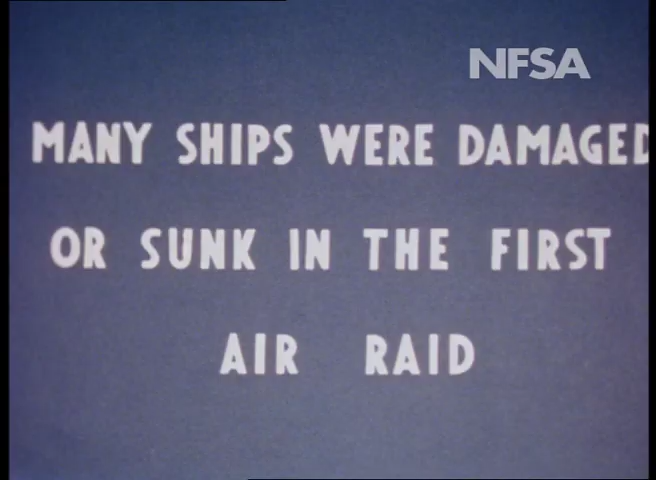 NFSA
MANY SHIPS WERE DAMAGED
OR SUNK IN THE FIRST
AIR RAID